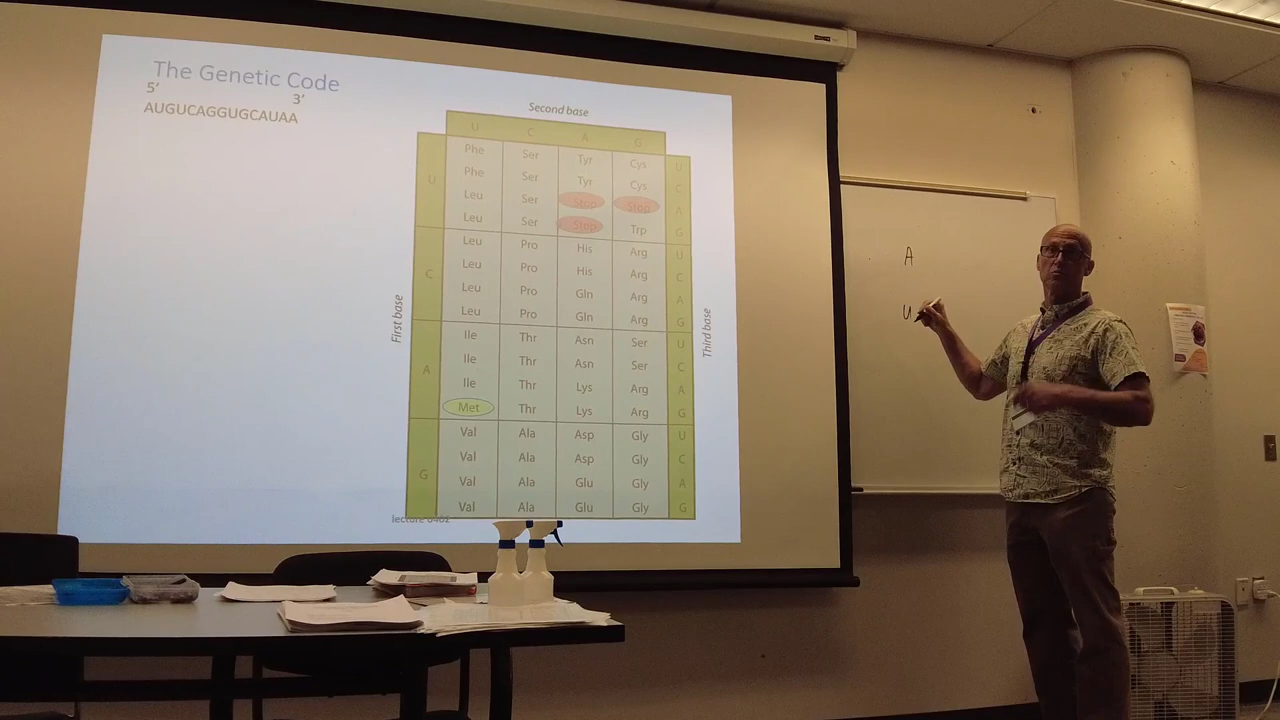 The Genetic Code
5’ 3’
AUGUCAGGUGCAUAA
Second base
U C A G
First base
Third base
U Phe Ser Tyr Cys U
Phe Ser Tyr Cys C
Leu Ser Stop Stop A
Leu Ser Stop Trp G
C Leu Pro His Arg U
Leu Pro His Arg C
Leu Pro Gln Arg A
Leu Pro Gln Arg G
A Ile Thr Asn Ser U
Ile Thr Asn Ser C
Ile Thr Lys Arg A
Met Thr Lys Arg G
G Val Ala Asp Gly U
Val Ala Asp Gly C
Val Ala Glu Gly A
Val Ala Glu Gly G
A
U